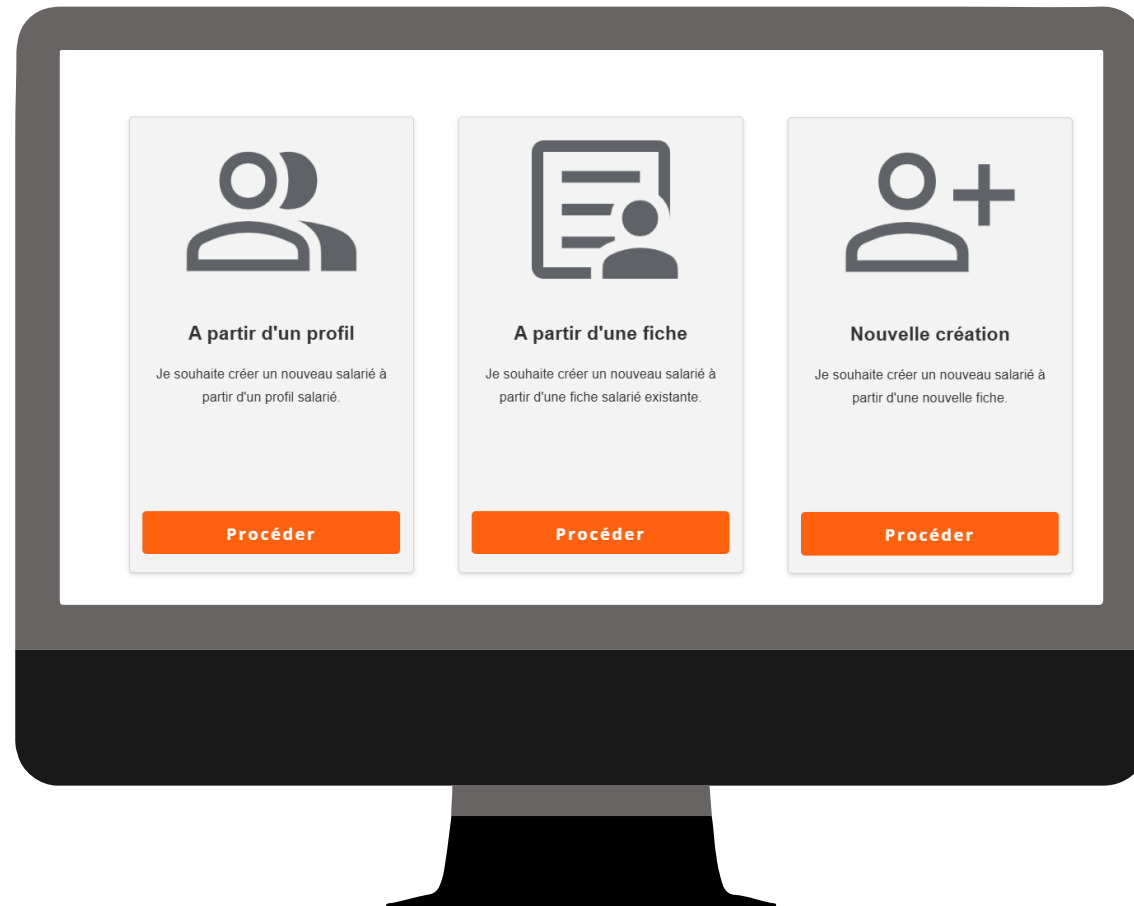 A partir d'un profil
Je souhaite créer un nouveau salarié à
partir d'un profil salarié.
Procéder
A partir d'une fiche
Je souhaite créer un nouveau salarié à
partir d'une fiche salarié existante.
Procéder
Nouvelle création
Je souhaite créer un nouveau salarié à
partir d'une nouvelle fiche.
Procéder